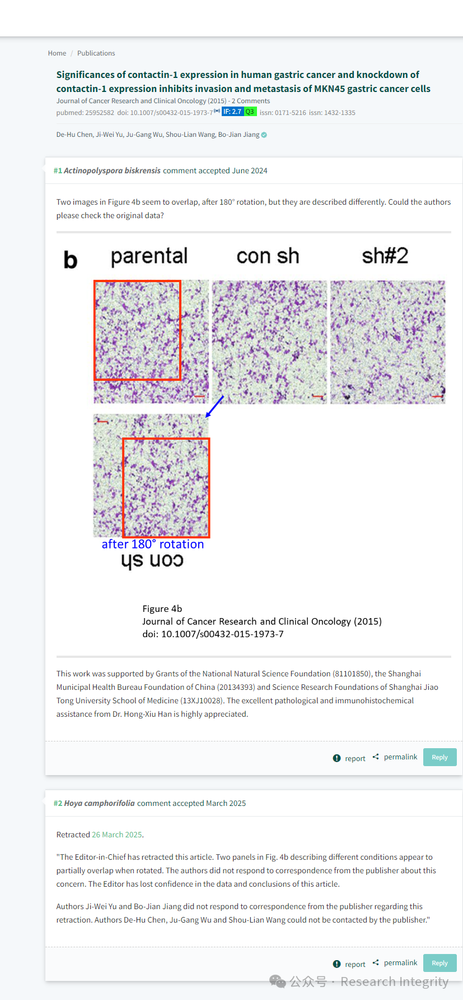 Home / Publications
Significances of contactin-1 expression in human gastric cancer and knockdown of
contactin-1 expression inhibits invasion and metastasis of MKN45 gastric cancer cells
Journal of Cancer Research and Clinical Oncology (2015) - 2 Comments
pubmed: 25952582 doi: 10.1007/s00432-015-1973-7 IF: 2.7 Q3 issn: 0171-5216 issn: 1432-1335
De-Hu Chen, Ji-Wei Yu, Ju-Gang Wu, Shou-Lian Wang, Bo-Jian Jiang
#1 Actinopolyspora biskrensis comment accepted June 2024
Two images in Figure 4b seem to overlap, after 180° rotation, but they are described differently. Could the authors
please check the original data?
b parental con sh sh#2
after 180° rotation
con sh
Figure 4b
Journal of Cancer Research and Clinical Oncology (2015)
doi: 10.1007/s00432-015-1973-7
This work was supported by Grants of the National Natural Science Foundation (81101850), the Shanghai
Municipal Health Bureau Foundation of China (20134393) and Science Research Foundations of Shanghai Jiao
Tong University School of Medicine (13XJ10028). The excellent pathological and immunohistochemical
assistance from Dr. Hong-Xiu Han is highly appreciated.
report permalink Reply
#2 Hoya camphorifolia comment accepted March 2025
Retracted 26 March 2025.
"The Editor-in-Chief has retracted this article. Two panels in Fig. 4b describing different conditions appear to
partially overlap when rotated. The authors did not respond to correspondence from the publisher about this
concern. The Editor has lost confidence in the data and conclusions of this article.
Authors Ji-Wei Yu and Bo-Jian Jiang did not respond to correspondence from the publisher regarding this
retraction. Authors De-Hu Chen, Ju-Gang Wu and Shou-Lian Wang could not be contacted by the publisher."
report permalink Reply
公众号 · Research Integrity